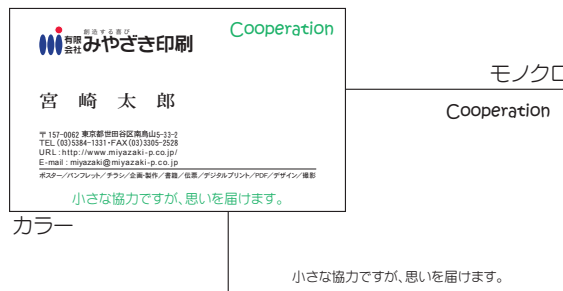 創造する喜び
Cooperation
有限会社 みやざき印刷
モノクロ
宮崎太郎
Cooperation
〒157-0062 東京都世田谷区南烏山5-33-2
TEL (03)5384-1331・FAX (03)3305-2528
URL : http://www.miyazaki-p.co.jp/
E-mail : miyazaki@miyazaki-p.co.jp
ポスター/パンフレット/チラシ/企画・製作/書籍/伝票/デジタルプリント/PDF/デザイン/撮影
小さな協力ですが、思いを届けます。
カラー
小さな協力ですが、思いを届けます。